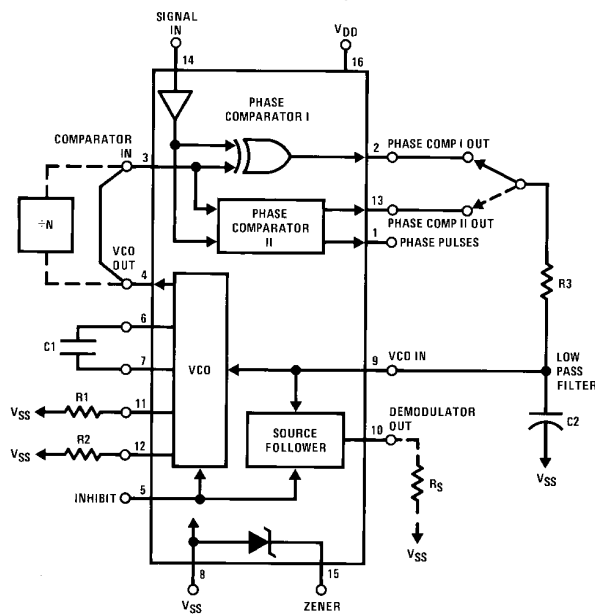 SIGNAL
IN
14
VDD
16
PHASE
COMPARATOR I
COMPARATOR
IN
3
2
PHASE COMP I OUT
13
PHASE COMP II OUT
PHASE
COMPARATOR
II
1
PHASE PULSES
÷N
VCO
OUT
4
R3
6
C1
7
VCO
9
VCO IN
LOW
PASS
FILTER
C2
VSS
VSS
R1
11
VSS
R2
12
SOURCE
FOLLOWER
10
DEMODULATOR
OUT
RS
VSS
INHIBIT
5
8
VSS
15
ZENER